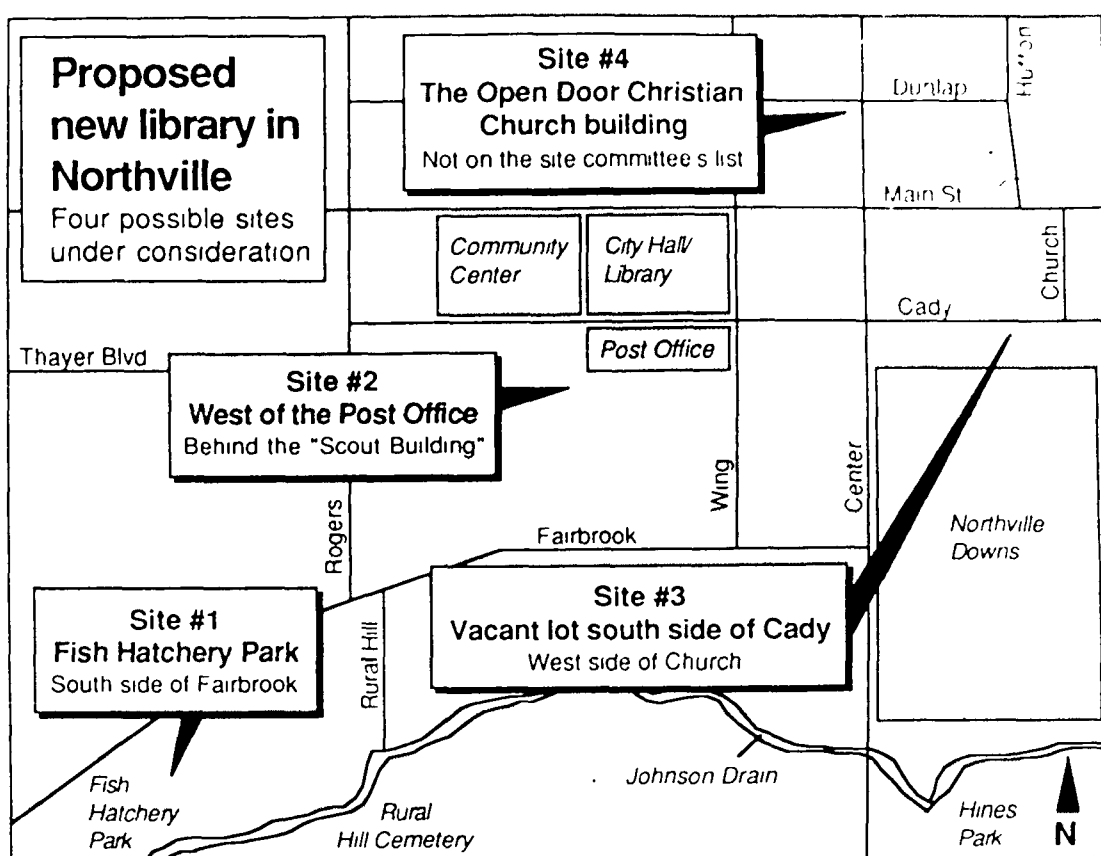 Proposed
new library in
Northville
Four possible sites
under consideration
Site #4
The Open Door Christian
Church building
Not on the site committee s list
Dunlap
Hutton
Main St
Community
Center
City Hall/
Library
Church
Cady
Thayer Blvd
Post Office
Site #2
West of the Post Office
Behind the "Scout Building"
Rogers
Wing
Center
Northville
Downs
Fairbrook
Site #1
Fish Hatchery Park
South side of Fairbrook
Rural Hill
Site #3
Vacant lot south side of Cady
West side of Church
Fish
Hatchery
Park
Rural
Hill Cemetery
Johnson Drain
Hines
Park
N